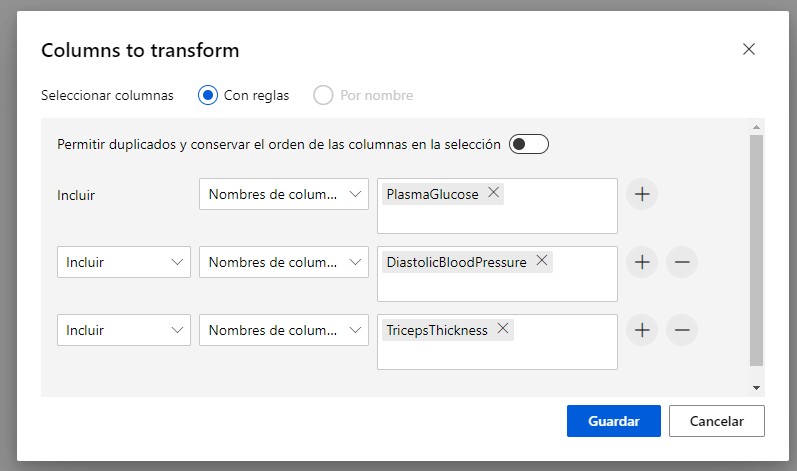 Columns to transform
Seleccionar columnas Con reglas Por nombre
Permitir duplicados y conservar el orden de las columnas en la selección
Incluir Nombres de colum... PlasmaGlucose
Incluir Nombres de colum... DiastolicBloodPressure
Incluir Nombres de colum... TricepsThickness
Guardar Cancelar